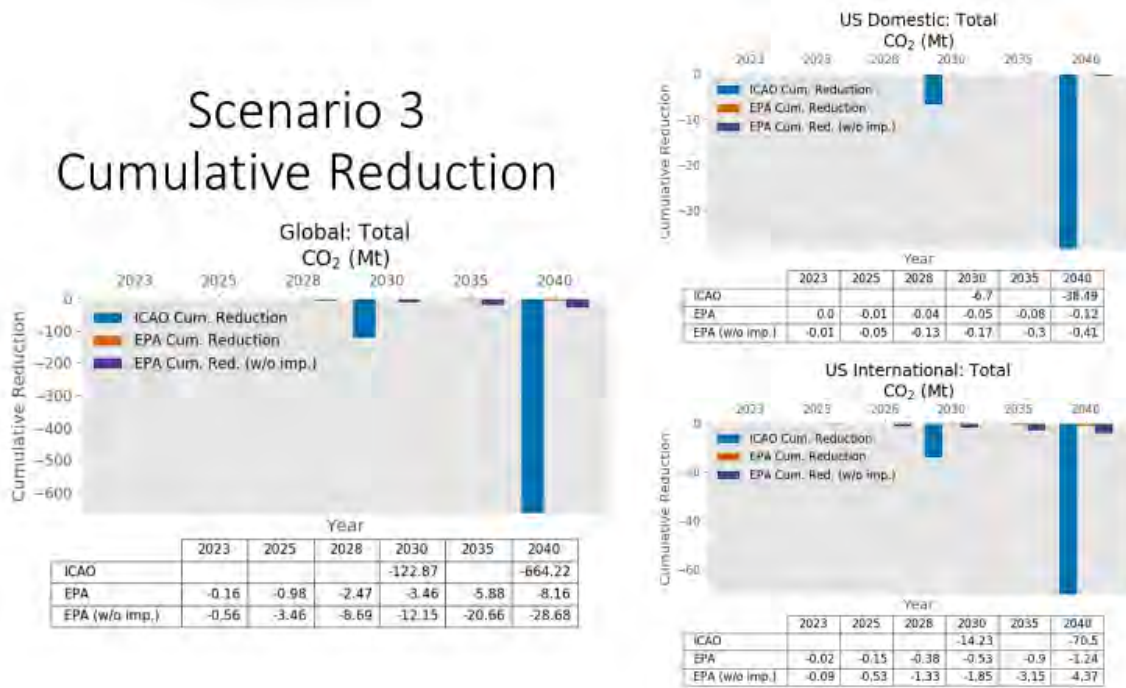 Scenario 3
Cumulative Reduction
Global: Total
CO₂ (Mt)
2023 2025 2028 2030 2035 2040
Cumulative Reduction
0
−100
−200
−300
−400
−500
−600
ICAO Cum. Reduction
EPA Cum. Reduction
EPA Cum. Red. (w/o imp.)
Year
2023 2025 2028 2030 2035 2040
ICAO -122.87 -664.22
EPA -0.16 -0.98 -2.47 -3.46 -5.88 -8.16
EPA (w/o imp.) -0.56 -3.46 -8.69 -12.15 -20.66 -28.68
US Domestic: Total
CO₂ (Mt)
2023 2025 2028 2030 2035 2040
Cumulative Reduction
0
−10
−20
−30
ICAO Cum. Reduction
EPA Cum. Reduction
EPA Cum. Red. (w/o imp.)
Year
2023 2025 2028 2030 2035 2040
ICAO -6.7 -38.49
EPA 0.0 -0.01 -0.04 -0.05 -0.08 -0.12
EPA (w/o imp.) -0.01 -0.05 -0.13 -0.17 -0.3 -0.41
US International: Total
CO₂ (Mt)
2023 2025 2028 2030 2035 2040
Cumulative Reduction
0
−20
−40
−60
ICAO Cum. Reduction
EPA Cum. Reduction
EPA Cum. Red. (w/o imp.)
Year
2023 2025 2028 2030 2035 2040
ICAO -14.23 -70.5
EPA -0.02 -0.15 -0.38 -0.53 -0.9 -1.24
EPA (w/o imp.) -0.09 -0.53 -1.33 -1.85 -3.15 -4.37